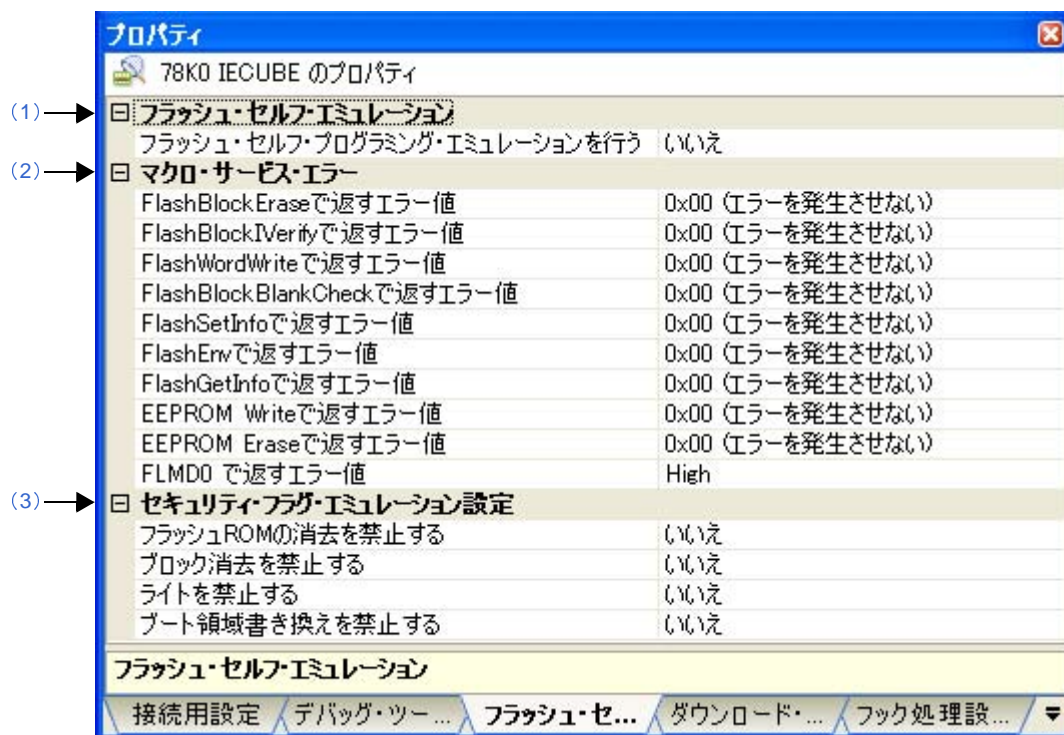 プロパティ
78K0 IECUBE のプロパティ
(1) フラッシュ・セルフ・エミュレーション
フラッシュ・セルフ・プログラミング・エミュレーションを行う いいえ
(2) マクロ・サービス・エラー
FlashBlockEraseで返すエラー値 0x00 (エラーを発生させない)
FlashBlockIVerifyで返すエラー値 0x00 (エラーを発生させない)
FlashWordWriteで返すエラー値 0x00 (エラーを発生させない)
FlashBlockBlankCheckで返すエラー値 0x00 (エラーを発生させない)
FlashSetInfoで返すエラー値 0x00 (エラーを発生させない)
FlashEnvで返すエラー値 0x00 (エラーを発生させない)
FlashGetInfoで返すエラー値 0x00 (エラーを発生させない)
EEPROM Writeで返すエラー値 0x00 (エラーを発生させない)
EEPROM Eraseで返すエラー値 0x00 (エラーを発生させない)
FLMD0 で返すエラー値 High
(3) セキュリティ・フラグ・エミュレーション設定
フラッシュROMの消去を禁止する いいえ
ブロック消去を禁止する いいえ
ライトを禁止する いいえ
ブート領域書き換えを禁止する いいえ
フラッシュ・セルフ・エミュレーション
接続用設定 デバッグ・ツー... フラッシュ・セ... ダウンロード・... フック処理設...